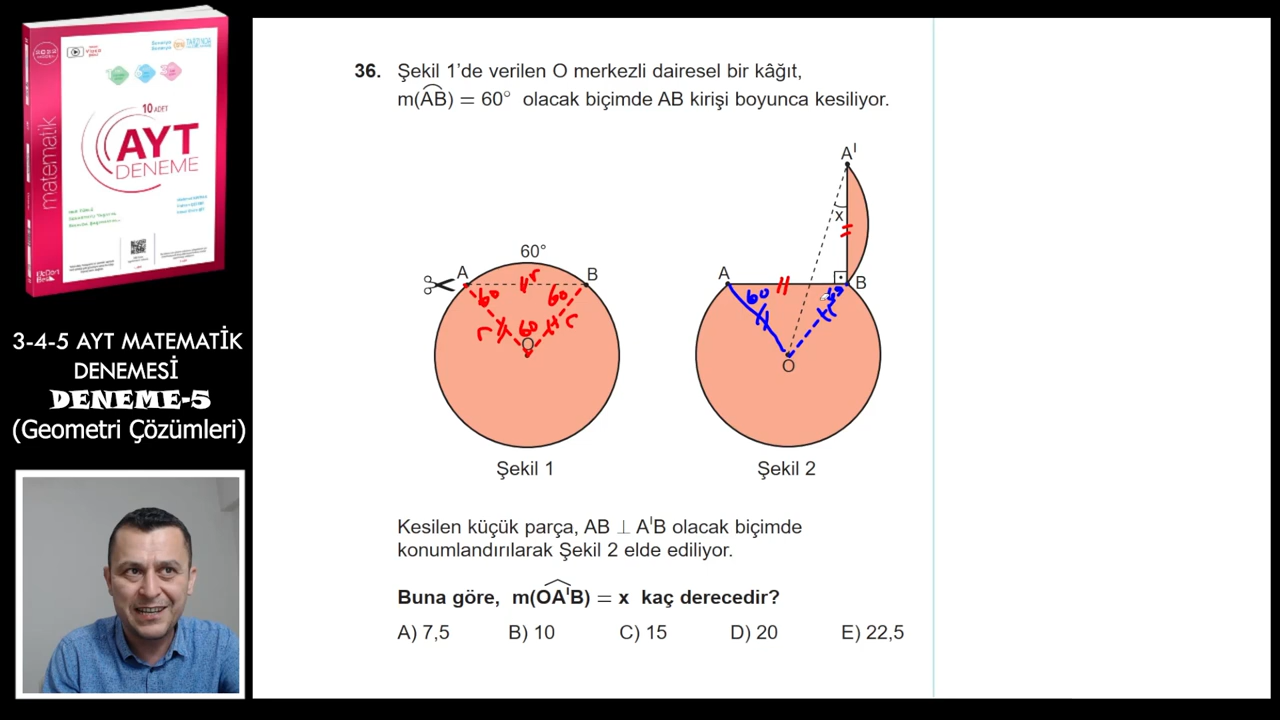 matematik
10 ADET
AYT
DENEME
3-4-5 AYT MATEMATİK
DENEMESİ
DENEME-5
(Geometri Çözümleri)
36. Şekil 1'de verilen O merkezli dairesel bir kâğıt,
m(AB) = 60° olacak biçimde AB kirişi boyunca kesiliyor.
A'
x
60°
A
B
r
60
60
r
60
r
O
Şekil 1
A
B
60
r
O
Şekil 2
Kesilen küçük parça, AB ⊥ A'B olacak biçimde
konumlandırılarak Şekil 2 elde ediliyor.
Buna göre, m(OA'B) = x kaç derecedir?
A) 7,5 B) 10 C) 15 D) 20 E) 22,5